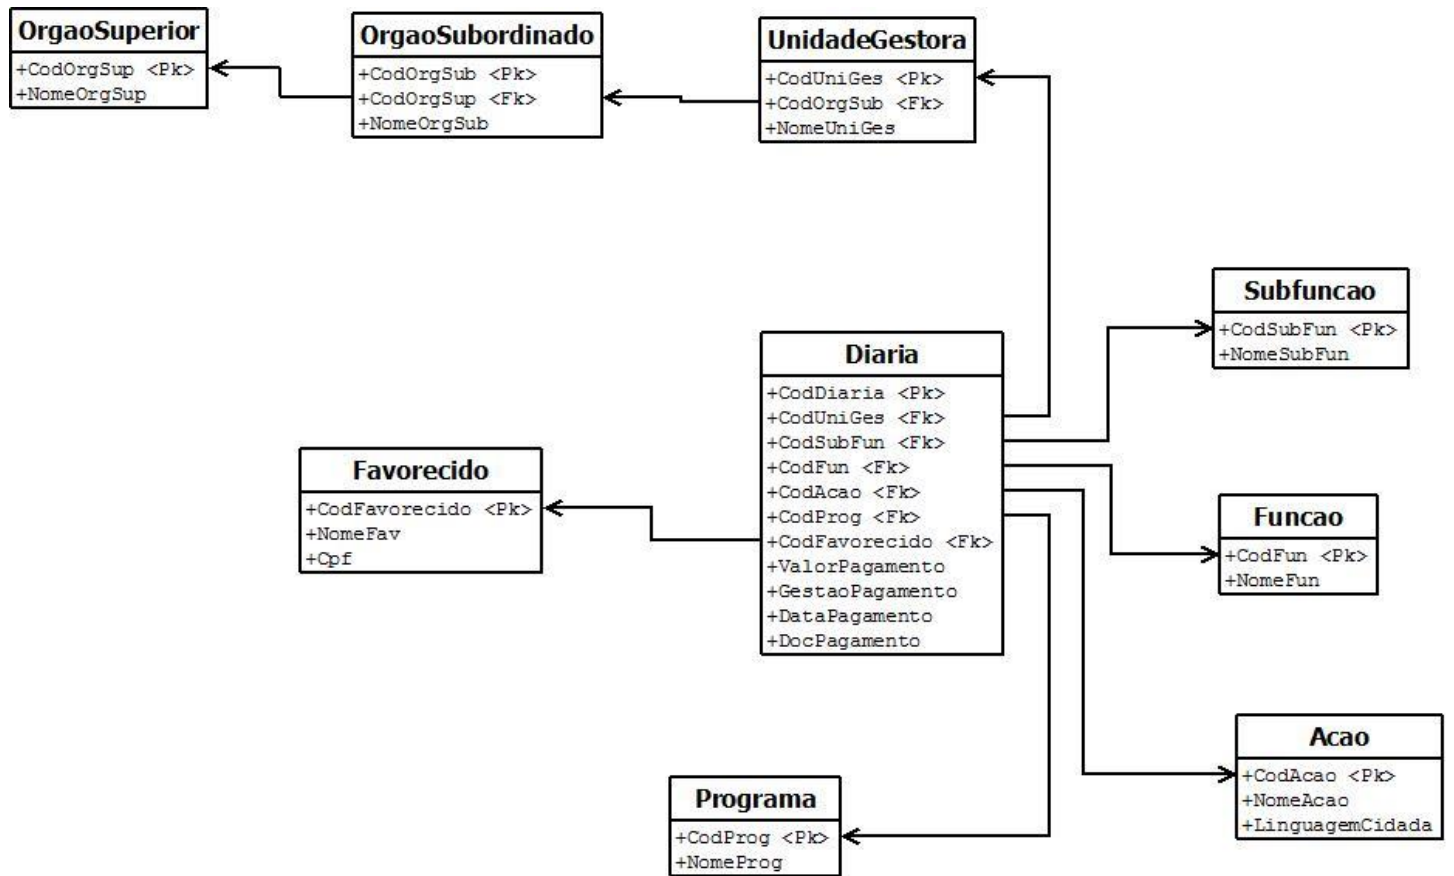 OrgaoSuperior
+CodOrgSup <Pk>
+NomeOrgSup
OrgaoSubordinado
+CodOrgSub <Pk>
+CodOrgSup <Fk>
+NomeOrgSub
UnidadeGestora
+CodUniGes <Pk>
+CodOrgSub <Fk>
+NomeUniGes
Subfuncao
+CodSubFun <Pk>
+NomeSubFun
Diaria
+CodDiaria <Pk>
+CodUniGes <Fk>
+CodSubFun <Fk>
+CodFun <Fk>
+CodAcao <Fk>
+CodProg <Fk>
+CodFavorecido <Fk>
+ValorPagamento
+GestaoPagamento
+DataPagamento
+DocPagamento
Favorecido
+CodFavorecido <Pk>
+NomeFav
+Cpf
Funcao
+CodFun <Pk>
+NomeFun
Acao
+CodAcao <Pk>
+NomeAcao
+LinguagemCidada
Programa
+CodProg <Pk>
+NomeProg